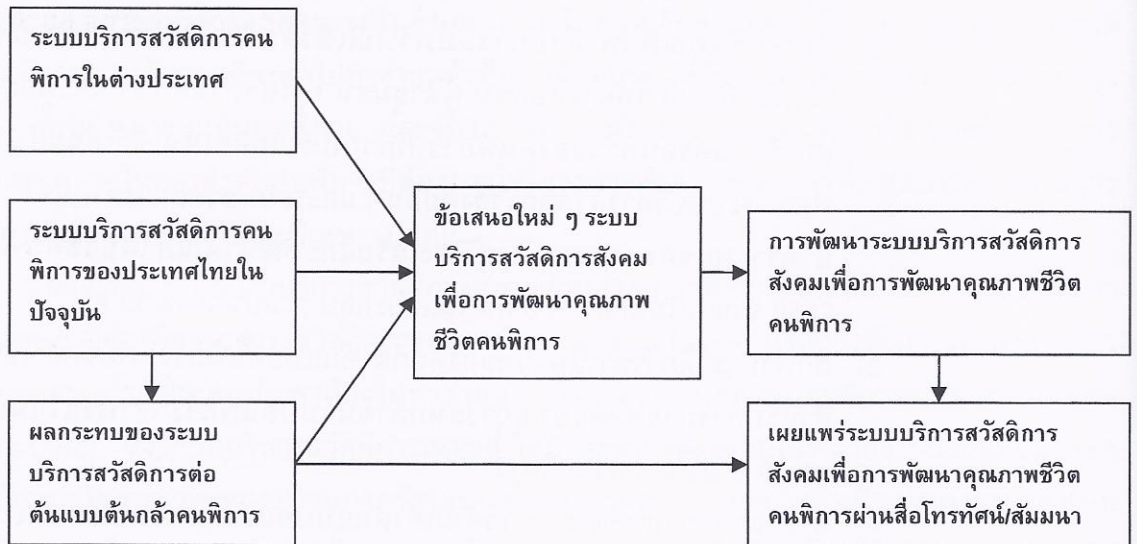 ระบบบริการสวัสดิการคน
พิการในต่างประเทศ
ระบบบริการสวัสดิการคน
พิการของประเทศไทยใน
ปัจจุบัน
ผลกระทบของระบบ
บริการสวัสดิการต่อ
ต้นแบบต้นกล้าคนพิการ
ข้อเสนอใหม่ ๆ ระบบ
บริการสวัสดิการสังคม
เพื่อการพัฒนาคุณภาพ
ชีวิตคนพิการ
การพัฒนาระบบบริการสวัสดิการ
สังคมเพื่อการพัฒนาคุณภาพชีวิต
คนพิการ
เผยแพร่ระบบบริการสวัสดิการ
สังคมเพื่อการพัฒนาคุณภาพชีวิต
คนพิการผ่านสื่อโทรทัศน์/สัมมนา